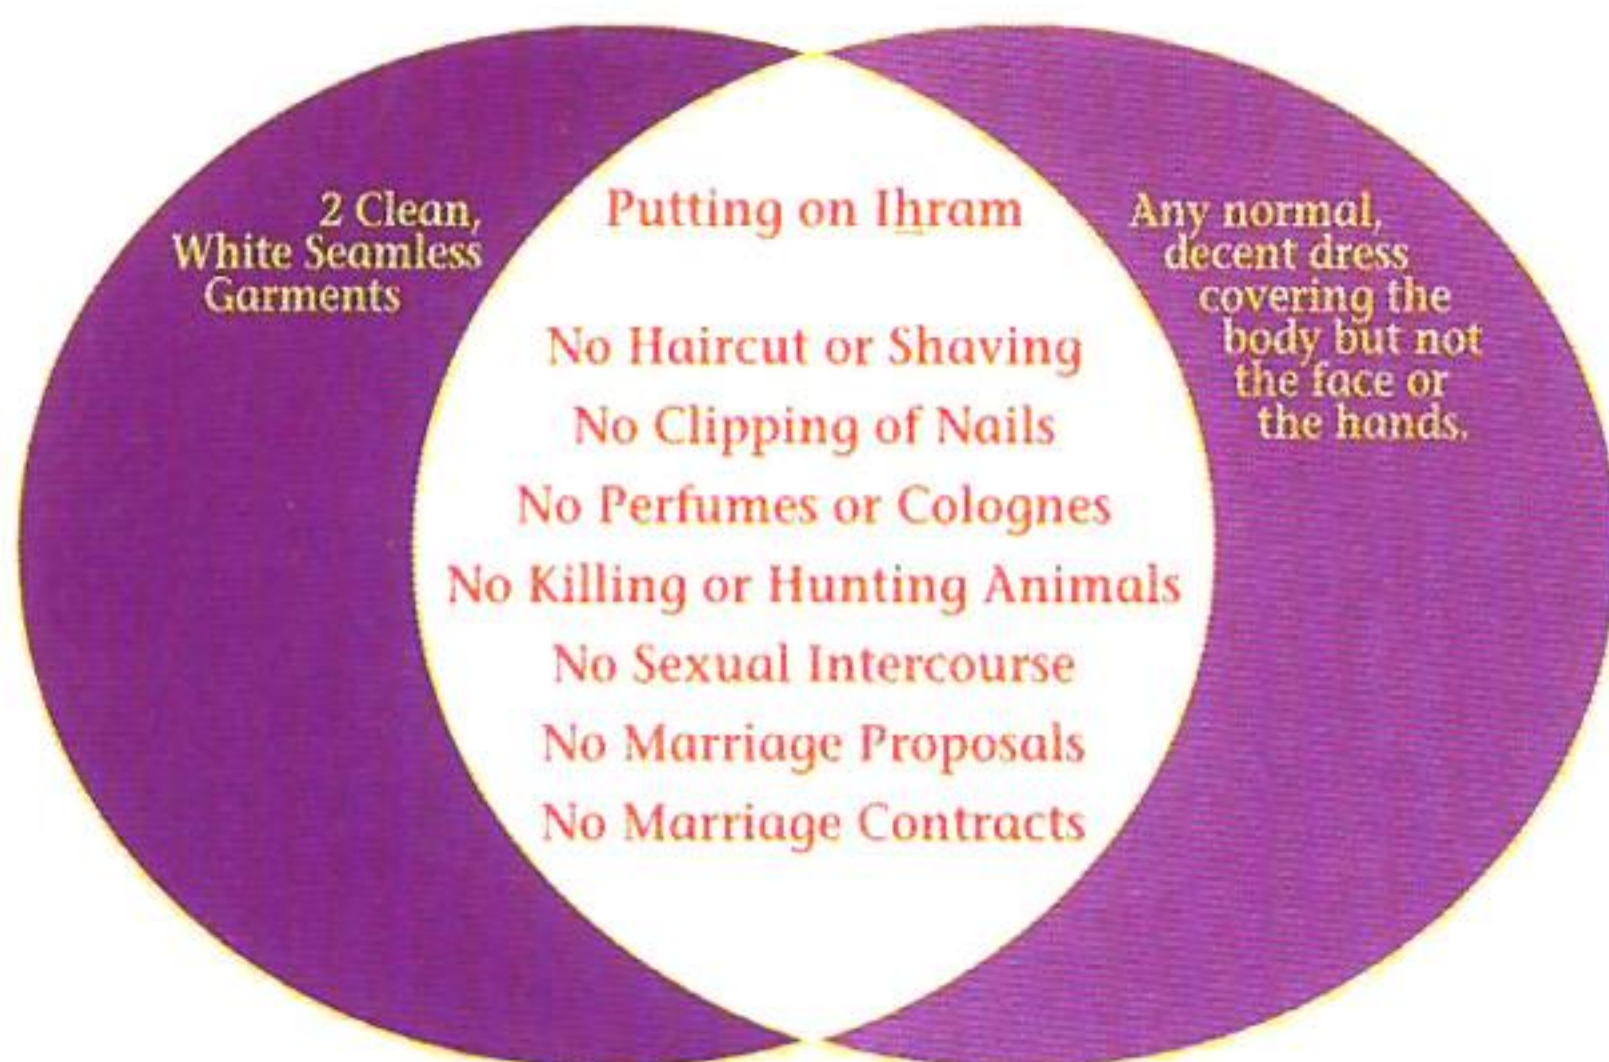 2 Clean,
White Seamless
Garments
Putting on Ihram
No Haircut or Shaving
No Clipping of Nails
No Perfumes or Colognes
No Killing or Hunting Animals
No Sexual Intercourse
No Marriage Proposals
No Marriage Contracts
Any normal,
decent dress
covering the
body but not
the face or
the hands.